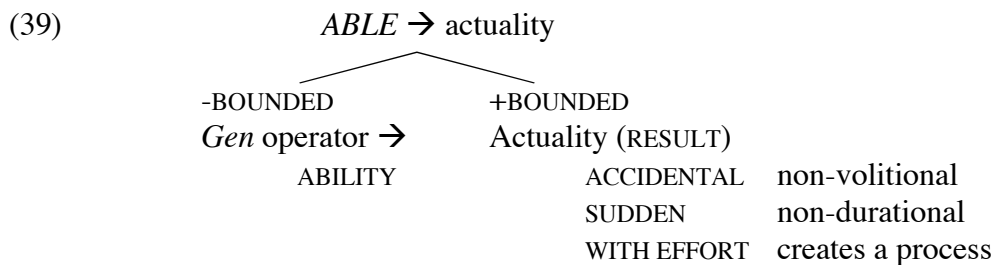 (39) ABLE → actuality
-BOUNDED +BOUNDED
Gen operator → Actuality (RESULT)
ABILITY ACCIDENTAL non-volitional
SUDDEN non-durational
WITH EFFORT creates a process